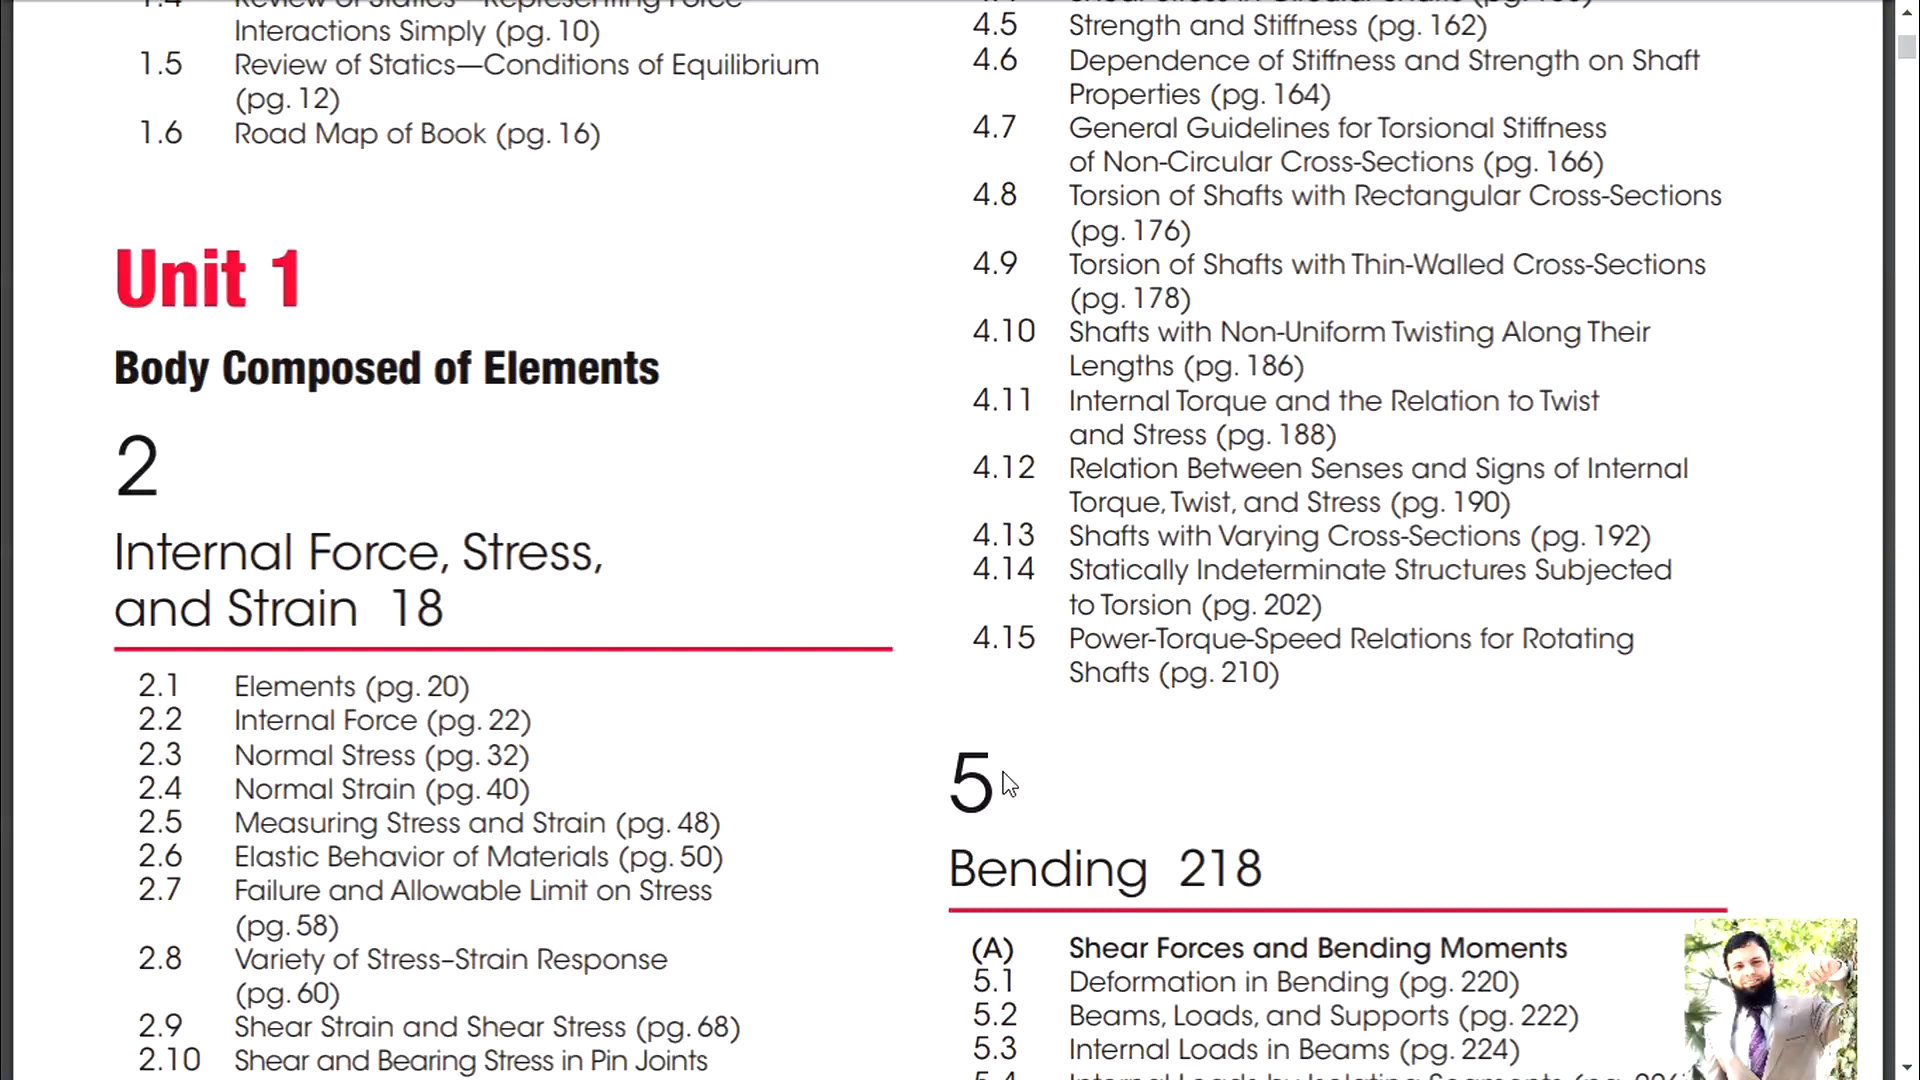 1.4 Review of Statics—Representing Force
Interactions Simply (pg. 10)
1.5 Review of Statics—Conditions of Equilibrium
(pg. 12)
1.6 Road Map of Book (pg. 16)
Unit 1
Body Composed of Elements
2
Internal Force, Stress,
and Strain 18
2.1 Elements (pg. 20)
2.2 Internal Force (pg. 22)
2.3 Normal Stress (pg. 32)
2.4 Normal Strain (pg. 40)
2.5 Measuring Stress and Strain (pg. 48)
2.6 Elastic Behavior of Materials (pg. 50)
2.7 Failure and Allowable Limit on Stress
(pg. 58)
2.8 Variety of Stress–Strain Response
(pg. 60)
2.9 Shear Strain and Shear Stress (pg. 68)
2.10 Shear and Bearing Stress in Pin Joints
4.5 Strength and Stiffness (pg. 162)
4.6 Dependence of Stiffness and Strength on Shaft
Properties (pg. 164)
4.7 General Guidelines for Torsional Stiffness
of Non-Circular Cross-Sections (pg. 166)
4.8 Torsion of Shafts with Rectangular Cross-Sections
(pg. 176)
4.9 Torsion of Shafts with Thin-Walled Cross-Sections
(pg. 178)
4.10 Shafts with Non-Uniform Twisting Along Their
Lengths (pg. 186)
4.11 Internal Torque and the Relation to Twist
and Stress (pg. 188)
4.12 Relation Between Senses and Signs of Internal
Torque, Twist, and Stress (pg. 190)
4.13 Shafts with Varying Cross-Sections (pg. 192)
4.14 Statically Indeterminate Structures Subjected
to Torsion (pg. 202)
4.15 Power-Torque-Speed Relations for Rotating
Shafts (pg. 210)
5
Bending 218
(A) Shear Forces and Bending Moments
5.1 Deformation in Bending (pg. 220)
5.2 Beams, Loads, and Supports (pg. 222)
5.3 Internal Loads in Beams (pg. 224)
5.4 Internal Loads by Isolating Segments